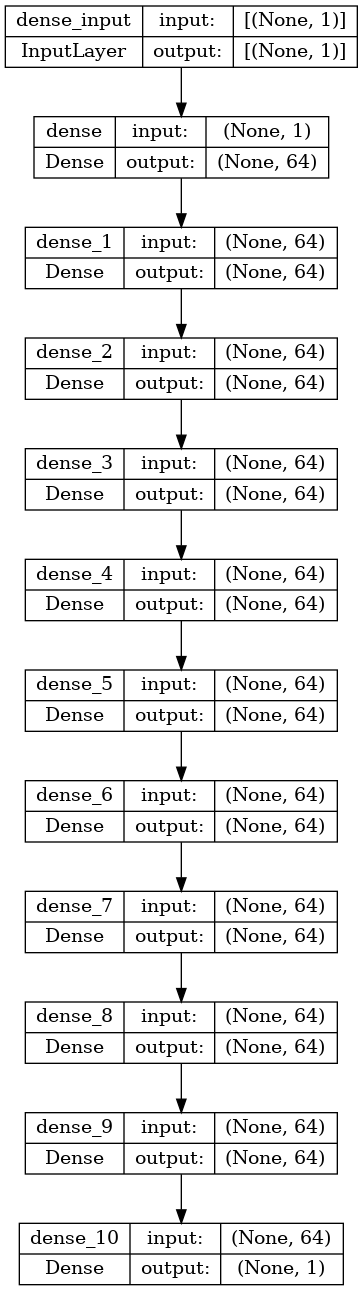 dense_input input: [(None, 1)]
InputLayer output: [(None, 1)]
dense input: (None, 1)
Dense output: (None, 64)
dense_1 input: (None, 64)
Dense output: (None, 64)
dense_2 input: (None, 64)
Dense output: (None, 64)
dense_3 input: (None, 64)
Dense output: (None, 64)
dense_4 input: (None, 64)
Dense output: (None, 64)
dense_5 input: (None, 64)
Dense output: (None, 64)
dense_6 input: (None, 64)
Dense output: (None, 64)
dense_7 input: (None, 64)
Dense output: (None, 64)
dense_8 input: (None, 64)
Dense output: (None, 64)
dense_9 input: (None, 64)
Dense output: (None, 64)
dense_10 input: (None, 64)
Dense output: (None, 1)